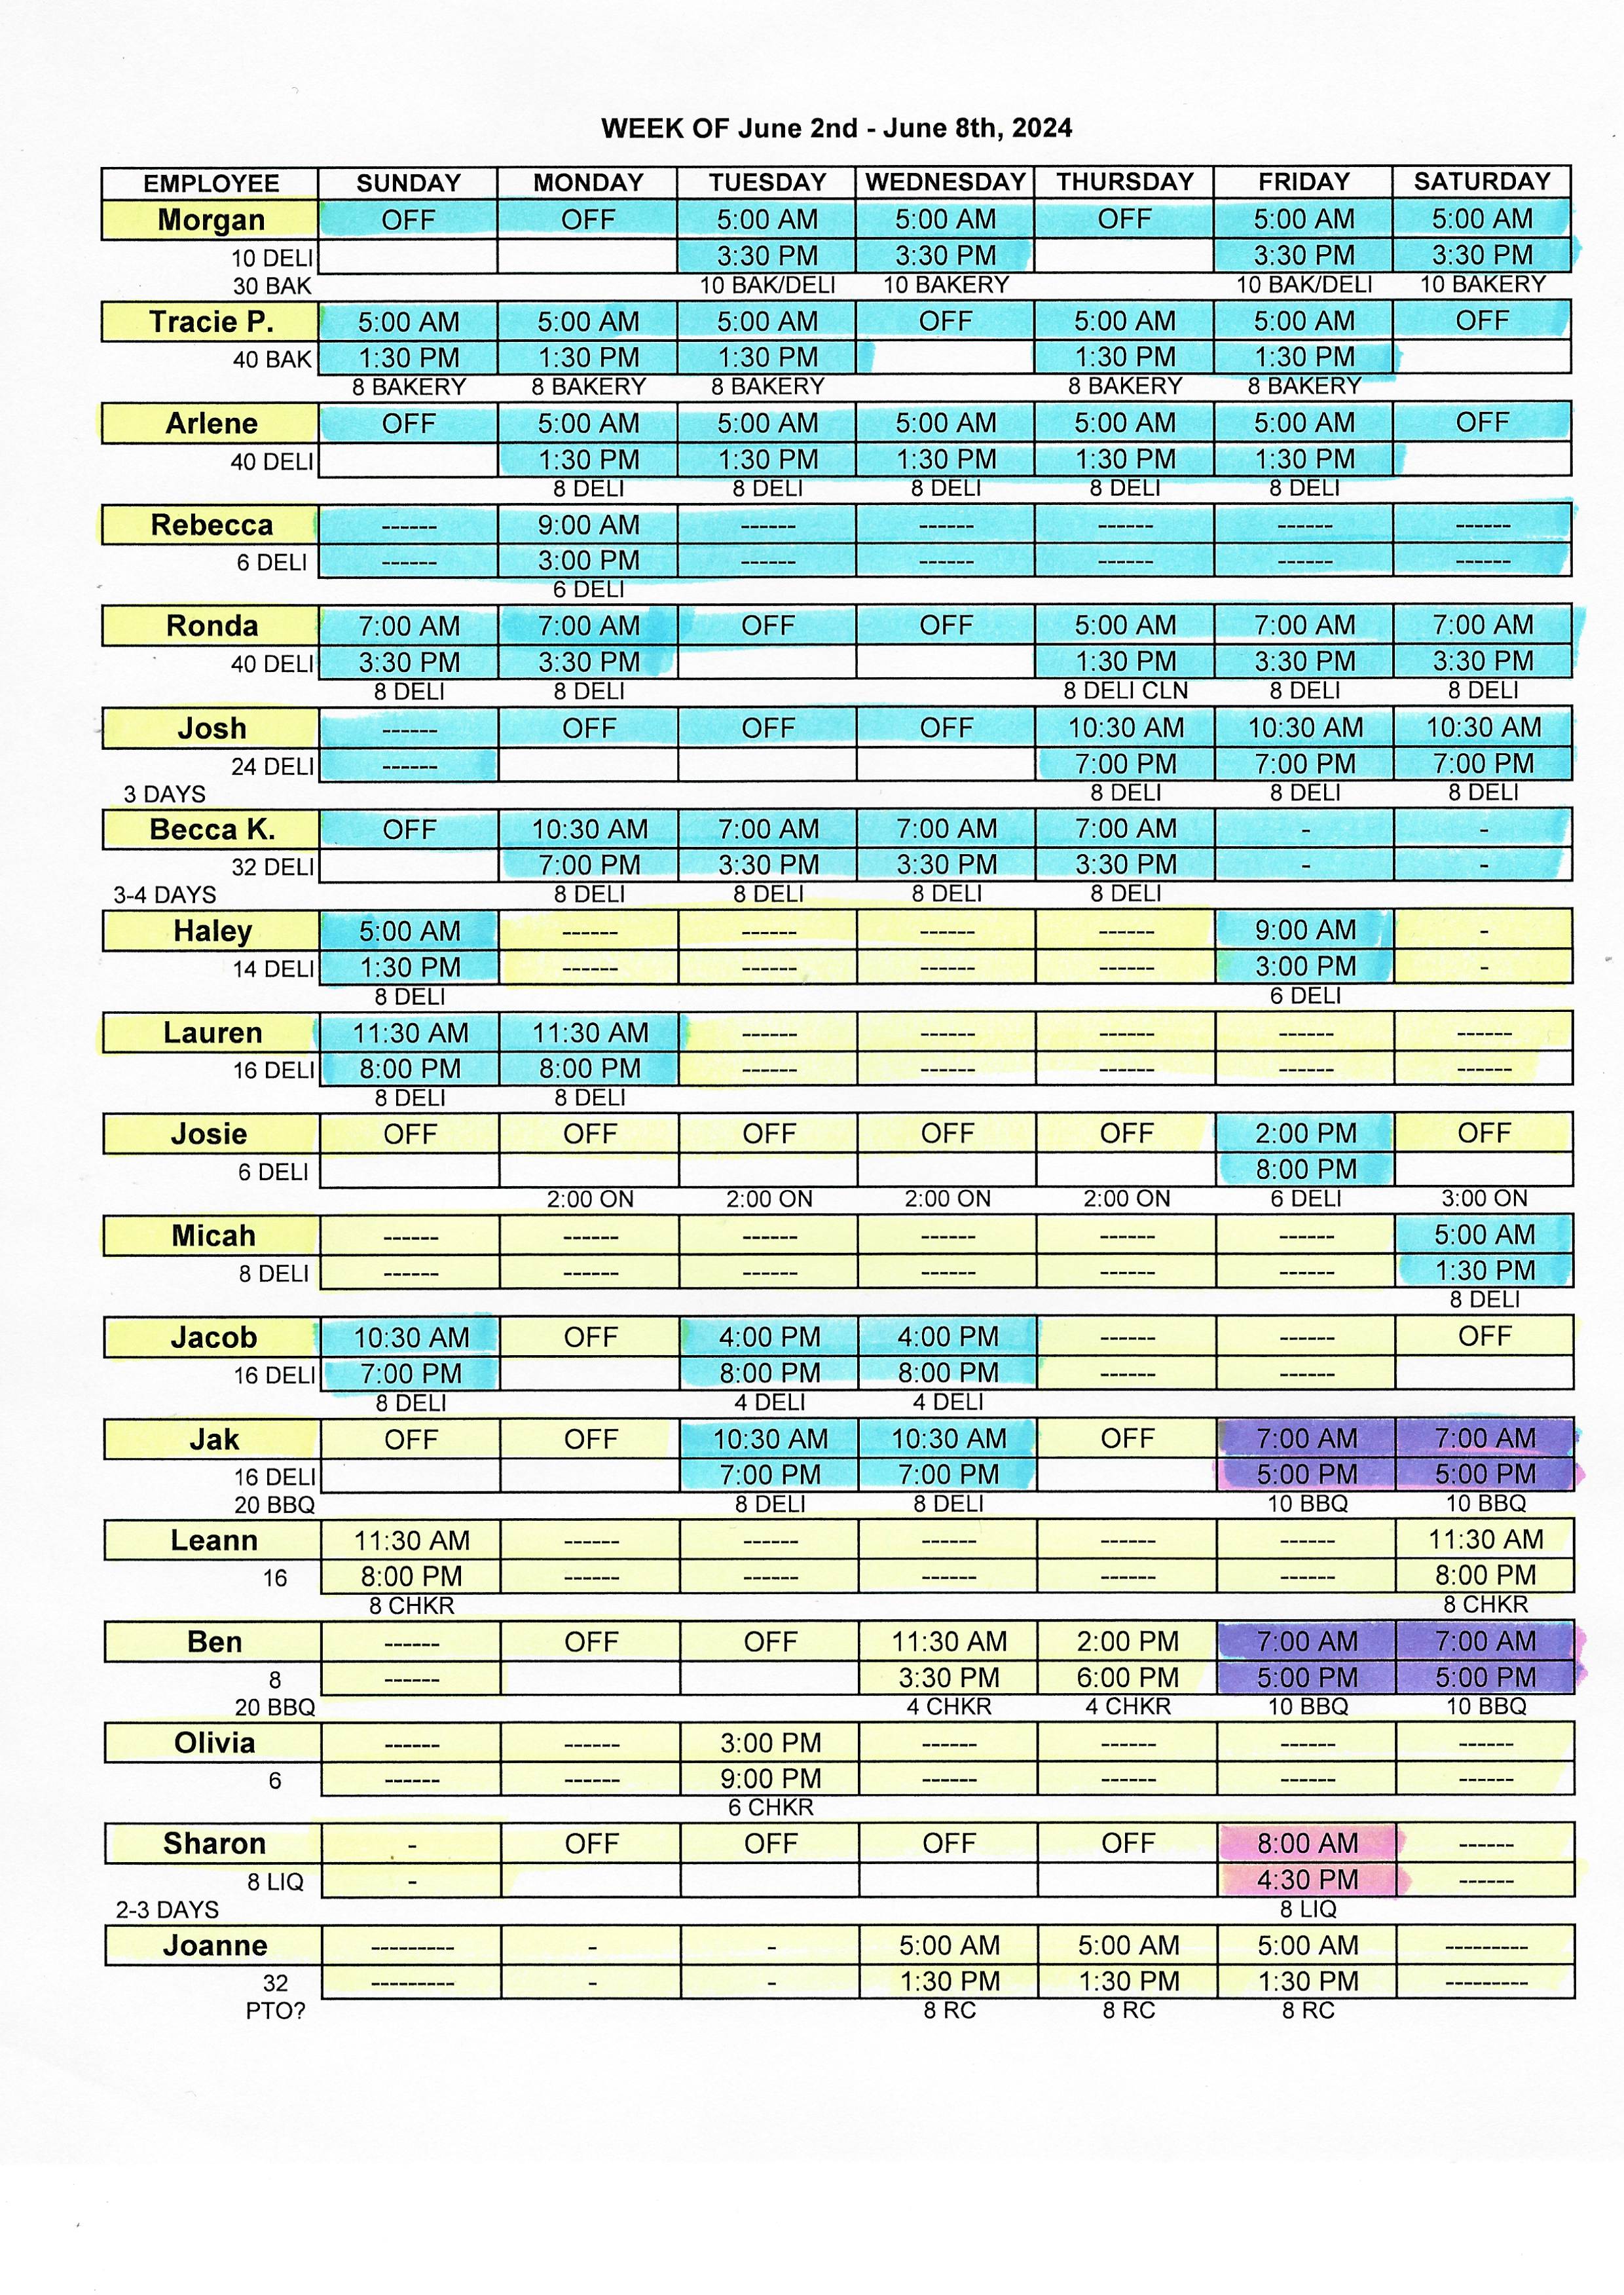 WEEK OF June 2nd - June 8th, 2024
EMPLOYEE SUNDAY MONDAY TUESDAY WEDNESDAY THURSDAY FRIDAY SATURDAY
Morgan OFF OFF 5:00 AM 5:00 AM OFF 5:00 AM 5:00 AM
10 DELI 3:30 PM 3:30 PM 3:30 PM 3:30 PM
30 BAK 10 BAK/DELI 10 BAKERY 10 BAK/DELI 10 BAKERY
Tracie P. 5:00 AM 5:00 AM 5:00 AM OFF 5:00 AM 5:00 AM OFF
40 BAK 1:30 PM 1:30 PM 1:30 PM 1:30 PM 1:30 PM
8 BAKERY 8 BAKERY 8 BAKERY 8 BAKERY 8 BAKERY
Arlene OFF 5:00 AM 5:00 AM 5:00 AM 5:00 AM 5:00 AM OFF
40 DELI 1:30 PM 1:30 PM 1:30 PM 1:30 PM 1:30 PM
8 DELI 8 DELI 8 DELI 8 DELI 8 DELI
Rebecca ------ 9:00 AM ------ ------ ------ ------ ------
6 DELI ------ 3:00 PM ------ ------ ------ ------ ------
6 DELI
Ronda 7:00 AM 7:00 AM OFF OFF 5:00 AM 7:00 AM 7:00 AM
40 DELI 3:30 PM 3:30 PM 1:30 PM 3:30 PM 3:30 PM
8 DELI 8 DELI 8 DELI CLN 8 DELI 8 DELI
Josh ------ OFF OFF OFF 10:30 AM 10:30 AM 10:30 AM
24 DELI ------ 7:00 PM 7:00 PM 7:00 PM
3 DAYS 8 DELI 8 DELI 8 DELI
Becca K. OFF 10:30 AM 7:00 AM 7:00 AM 7:00 AM - -
32 DELI 7:00 PM 3:30 PM 3:30 PM 3:30 PM - -
3-4 DAYS 8 DELI 8 DELI 8 DELI 8 DELI
Haley 5:00 AM ------ ------ ------ ------ 9:00 AM -
14 DELI 1:30 PM ------ ------ ------ ------ 3:00 PM -
8 DELI 6 DELI
Lauren 11:30 AM 11:30 AM ------ ------ ------ ------ ------
16 DELI 8:00 PM 8:00 PM ------ ------ ------ ------ ------
8 DELI 8 DELI
Josie OFF OFF OFF OFF OFF 2:00 PM OFF
6 DELI 8:00 PM
2:00 ON 2:00 ON 2:00 ON 2:00 ON 6 DELI 3:00 ON
Micah ------ ------ ------ ------ ------ ------ 5:00 AM
8 DELI ------ ------ ------ ------ ------ ------ 1:30 PM
8 DELI
Jacob 10:30 AM OFF 4:00 PM 4:00 PM ------ ------ OFF
16 DELI 7:00 PM 8:00 PM 8:00 PM ------ ------
8 DELI 4 DELI 4 DELI
Jak OFF OFF 10:30 AM 10:30 AM OFF 7:00 AM 7:00 AM
16 DELI 7:00 PM 7:00 PM 5:00 PM 5:00 PM
20 BBQ 8 DELI 8 DELI 10 BBQ 10 BBQ
Leann 11:30 AM ------ ------ ------ ------ ------ 11:30 AM
16 8:00 PM ------ ------ ------ ------ ------ 8:00 PM
8 CHKR 8 CHKR
Ben ------ OFF OFF 11:30 AM 2:00 PM 7:00 AM 7:00 AM
8 ------ 3:30 PM 6:00 PM 5:00 PM 5:00 PM
20 BBQ 4 CHKR 4 CHKR 10 BBQ 10 BBQ
Olivia ------ ------ 3:00 PM ------ ------ ------ ------
6 ------ ------ 9:00 PM ------ ------ ------ ------
6 CHKR
Sharon - OFF OFF OFF OFF 8:00 AM ------
8 LIQ - 4:30 PM ------
2-3 DAYS 8 LIQ
Joanne --------- - - 5:00 AM 5:00 AM 5:00 AM ---------
32 --------- - - 1:30 PM 1:30 PM 1:30 PM ---------
PTO? 8 RC 8 RC 8 RC